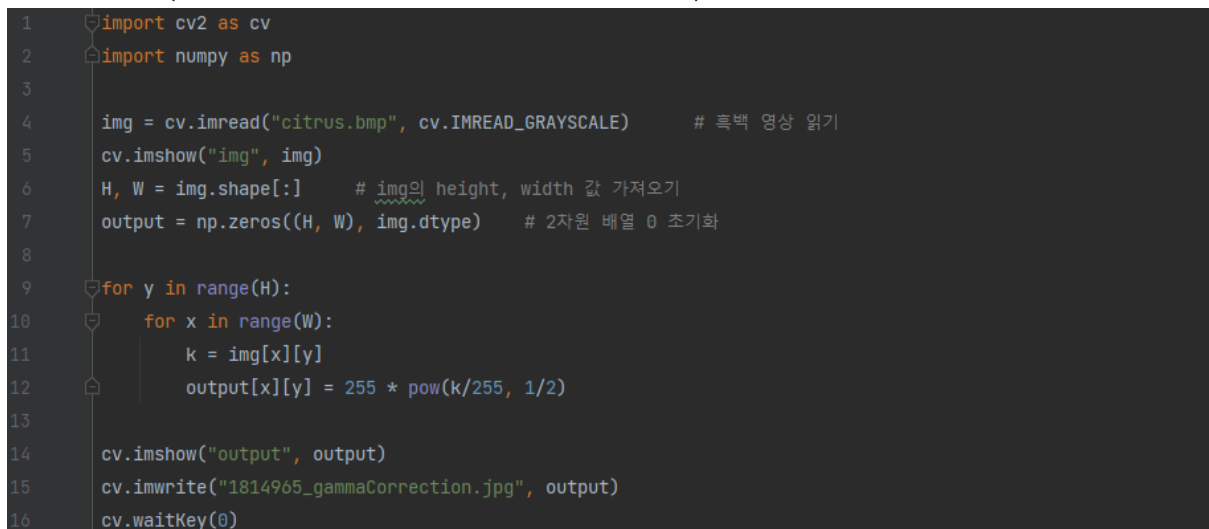 1 import cv2 as cv
2 import numpy as np
3
4 img = cv.imread("citrus.bmp", cv.IMREAD_GRAYSCALE) # 흑백 영상 읽기
5 cv.imshow("img", img)
6 H, W = img.shape[:] # img의 height, width 값 가져오기
7 output = np.zeros((H, W), img.dtype) # 2차원 배열 0 초기화
8
9 for y in range(H):
10 for x in range(W):
11 k = img[x][y]
12 output[x][y] = 255 * pow(k/255, 1/2)
13
14 cv.imshow("output", output)
15 cv.imwrite("1814965_gammaCorrection.jpg", output)
16 cv.waitKey(0)